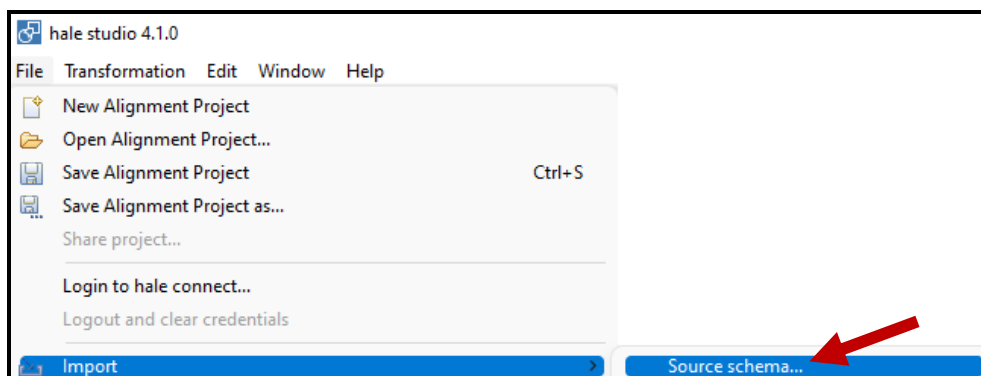 hale studio 4.1.0
File Transformation Edit Window Help
New Alignment Project
Open Alignment Project...
Save Alignment Project Ctrl+S
Save Alignment Project as...
Share project...
Login to hale connect...
Logout and clear credentials
Import Source schema...